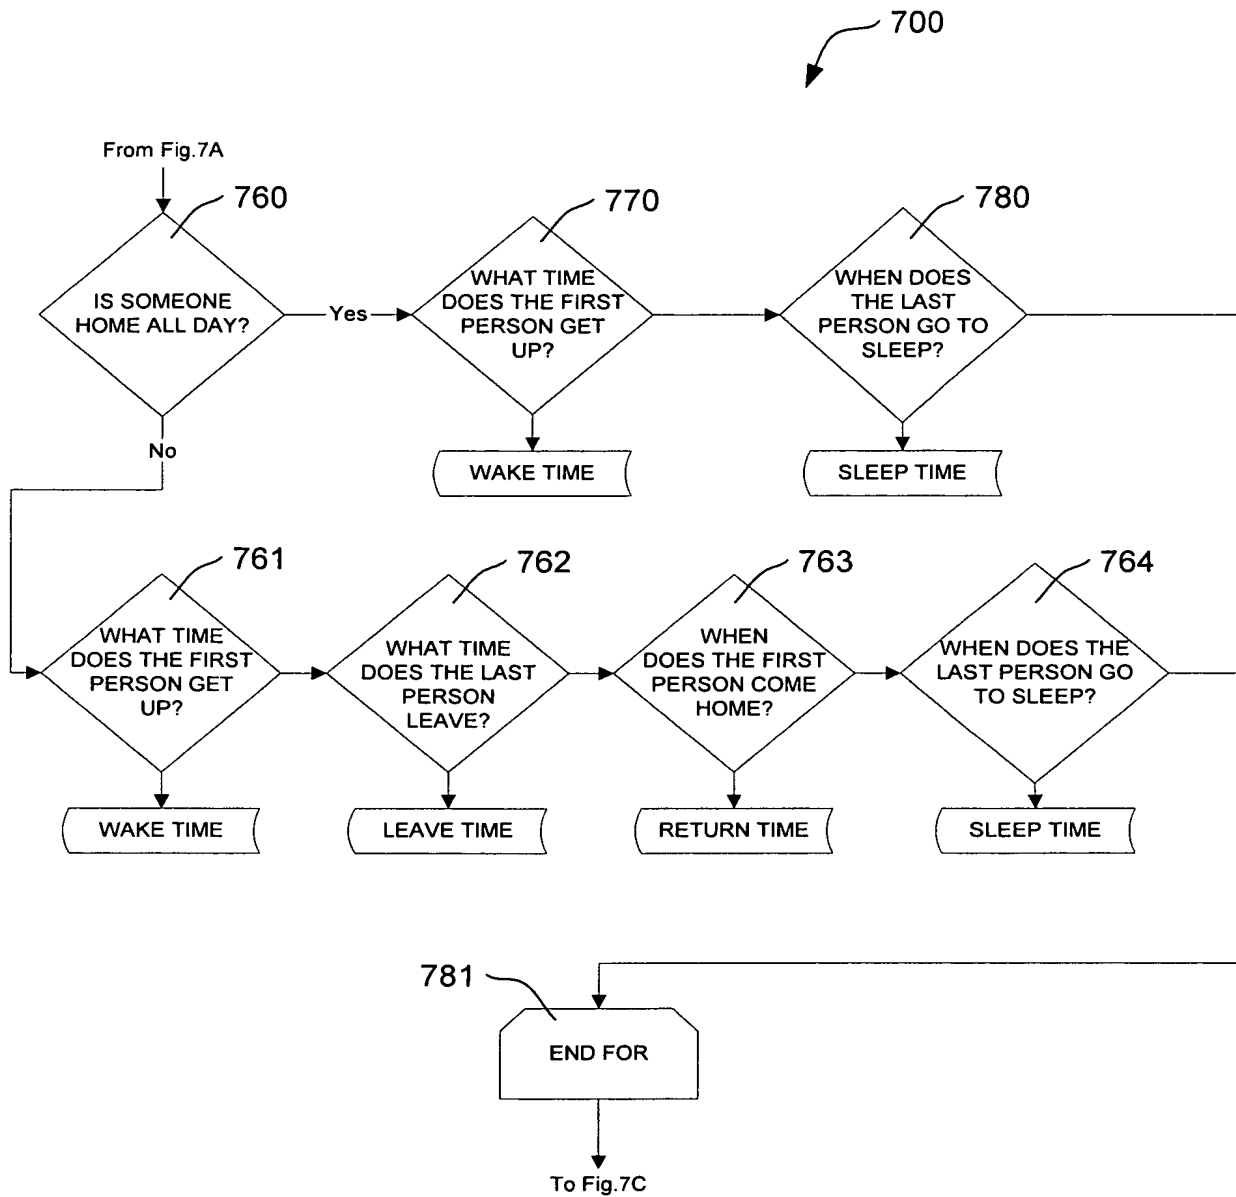 700
From Fig.7A
760
770
780
IS SOMEONE
HOME ALL DAY?
Yes
No
WHAT TIME
DOES THE FIRST
PERSON GET
UP?
WHEN DOES
THE LAST
PERSON GO TO
SLEEP?
WAKE TIME
SLEEP TIME
761
762
763
764
WHAT TIME
DOES THE FIRST
PERSON GET
UP?
WHAT TIME
DOES THE LAST
PERSON
LEAVE?
WHEN
DOES THE FIRST
PERSON COME
HOME?
WHEN DOES THE
LAST PERSON GO
TO SLEEP?
WAKE TIME
LEAVE TIME
RETURN TIME
SLEEP TIME
781
END FOR
To Fig.7C